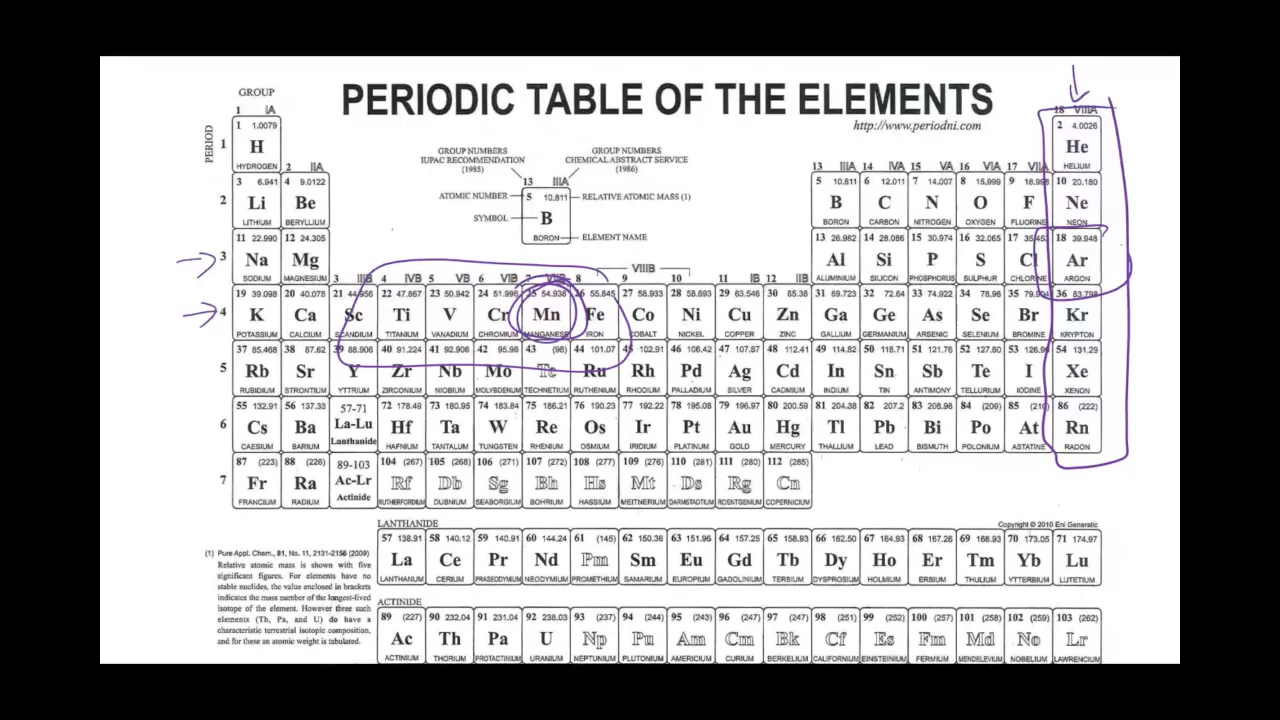 PERIODIC TABLE OF THE ELEMENTS
http://www.periodni.com
GROUP
PERIOD
1 IA
18 VIIIA
1
1 1.0079
H
HYDROGEN
2 4.0026
He
HELIUM
2 IIA
GROUP NUMBERS
IUPAC RECOMMENDATION
(1985)
GROUP NUMBERS
CHEMICAL ABSTRACT SERVICE
(1986)
13 IIIA
ATOMIC NUMBER
5 10.811
RELATIVE ATOMIC MASS (1)
SYMBOL
B
BORON
ELEMENT NAME
13 IIIA 14 IVA 15 VA 16 VIA 17 VIIA
2
3 6.941 4 9.0122 5 10.811 6 12.011 7 14.007 8 15.999 9 18.998 10 20.180
Li Be B C N O F Ne
LITHIUM BERYLLIUM BORON CARBON NITROGEN OXYGEN FLUORINE NEON
3
11 22.990 12 24.305 13 26.982 14 28.086 15 30.974 16 32.065 17 35.453 18 39.948
Na Mg Al Si P S Cl Ar
SODIUM MAGNESIUM ALUMINIUM SILICON PHOSPHORUS SULPHUR CHLORINE ARGON
VIIIB
3 IIIB 4 IVB 5 VB 6 VIB 7 VIIB 8 9 10 11 IB 12 IIB
4
19 39.098 20 40.078 21 44.956 22 47.867 23 50.942 24 51.996 25 54.938 26 55.845 27 58.933 28 58.693 29 63.546 30 65.38 31 69.723 32 72.64 33 74.922 34 78.96 35 79.904 36 83.798
K Ca Sc Ti V Cr Mn Fe Co Ni Cu Zn Ga Ge As Se Br Kr
POTASSIUM CALCIUM SCANDIUM TITANIUM VANADIUM CHROMIUM MANGANESE IRON COBALT NICKEL COPPER ZINC GALLIUM GERMANIUM ARSENIC SELENIUM BROMINE KRYPTON
5
37 85.468 38 87.62 39 88.906 40 91.224 41 92.906 42 95.96 43 (98) 44 101.07 45 102.91 46 106.42 47 107.87 48 112.41 49 114.82 50 118.71 51 121.76 52 127.60 53 126.90 54 131.29
Rb Sr Y Zr Nb Mo Tc Ru Rh Pd Ag Cd In Sn Sb Te I Xe
RUBIDIUM STRONTIUM YTTRIUM ZIRCONIUM NIOBIUM MOLYBDENUM TECHNETIUM RUTHENIUM RHODIUM PALLADIUM SILVER CADMIUM INDIUM TIN ANTIMONY TELLURIUM IODINE XENON
6
55 132.91 56 137.33 57-71 72 178.49 73 180.95 74 183.84 75 186.21 76 190.23 77 192.22 78 195.08 79 196.97 80 200.59 81 204.38 82 207.2 83 208.98 84 (209) 85 (210) 86 (222)
Cs Ba La-Lu Hf Ta W Re Os Ir Pt Au Hg Tl Pb Bi Po At Rn
CAESIUM BARIUM Lanthanide HAFNIUM TANTALUM TUNGSTEN RHENIUM OSMIUM IRIDIUM PLATINUM GOLD MERCURY THALLIUM LEAD BISMUTH POLONIUM ASTATINE RADON
7
87 (223) 88 (226) 89-103 104 (267) 105 (268) 106 (271) 107 (272) 108 (277) 109 (276) 110 (281) 111 (280) 112 (285)
Fr Ra Ac-Lr Rf Db Sg Bh Hs Mt Ds Rg Cn
FRANCIUM RADIUM Actinide RUTHERFORDIUM DUBNIUM SEABORGIUM BOHRIUM HASSIUM MEITNERIUM DARMSTADTIUM ROENTGENIUM COPERNICIUM
LANTHANIDE
Copyright © 2010 Eni Generalic
57 138.91 58 140.12 59 140.91 60 144.24 61 (145) 62 150.36 63 151.96 64 157.25 65 158.93 66 162.50 67 164.93 68 167.26 69 168.93 70 173.05 71 174.97
La Ce Pr Nd Pm Sm Eu Gd Tb Dy Ho Er Tm Yb Lu
LANTHANUM CERIUM PRASEODYMIUM NEODYMIUM PROMETHIUM SAMARIUM EUROPIUM GADOLINIUM TERBIUM DYSPROSIUM HOLMIUM ERBIUM THULIUM YTTERBIUM LUTETIUM
ACTINIDE
89 (227) 90 232.04 91 231.04 92 238.03 93 (237) 94 (244) 95 (243) 96 (247) 97 (247) 98 (251) 99 (252) 100 (257) 101 (258) 102 (259) 103 (262)
Ac Th Pa U Np Pu Am Cm Bk Cf Es Fm Md No Lr
ACTINIUM THORIUM PROTACTINIUM URANIUM NEPTUNIUM PLUTONIUM AMERICIUM CURIUM BERKELIUM CALIFORNIUM EINSTEINIUM FERMIUM MENDELEVIUM NOBELIUM LAWRENCIUM
(1) Pure Appl. Chem., 81, No. 11, 2131-2156 (2009)
Relative atomic mass is shown with five
significant figures. For elements have no
stable nuclides, the value enclosed in brackets
indicates the mass number of the longest-lived
isotope of the element. However three such
elements (Th, Pa, and U) do have a
characteristic terrestrial isotopic composition,
and for these an atomic weight is tabulated.